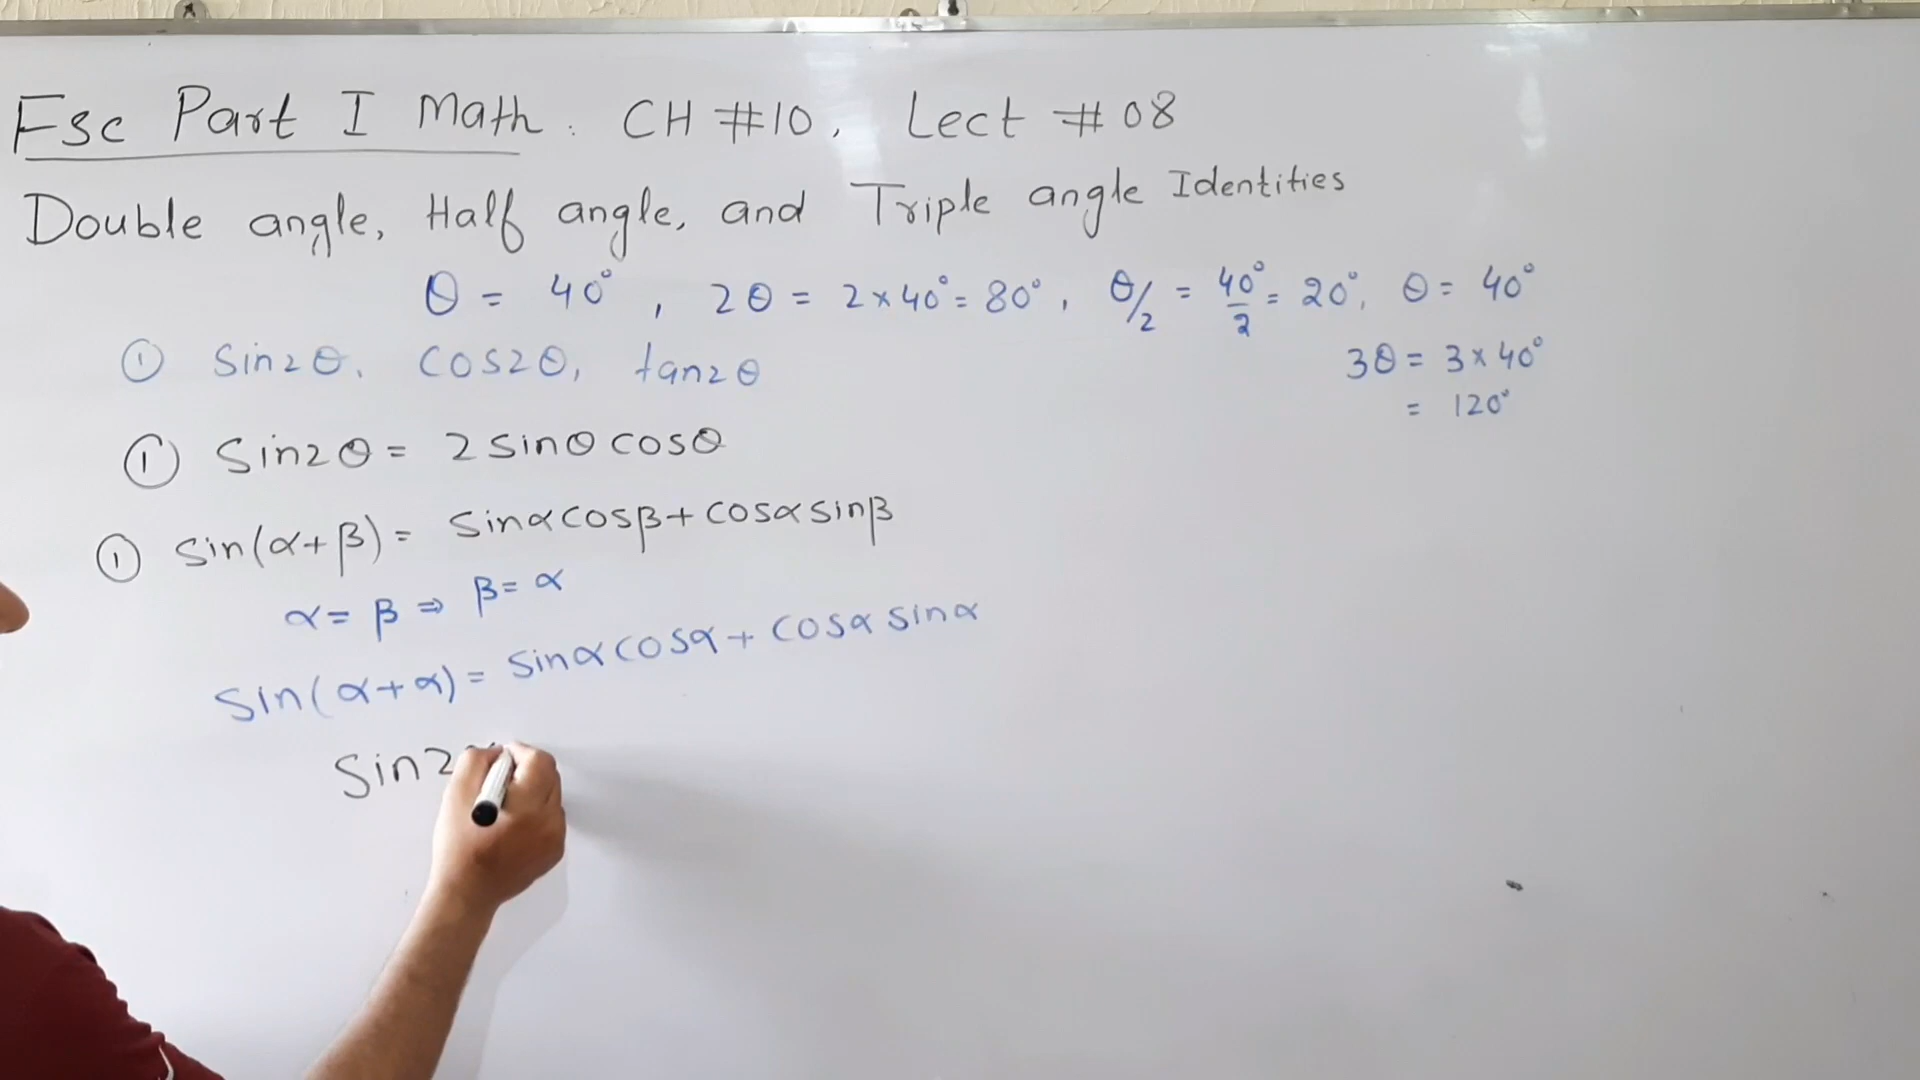 Fsc Part I Math. CH #10, Lect #08
Double angle, Half angle, and Triple angle Identities
θ = 40°, 2θ = 2×40° = 80°, θ/2 = 40°/2 = 20°, θ = 40°
3θ = 3×40°
= 120°
① Sin2θ, Cos2θ, tan2θ
① Sin2θ = 2 Sinθ Cosθ
① Sin(α+β) = Sinα Cosβ + Cosα Sinβ
α = β ⇒ β = α
Sin(α+α) = Sinα Cosα + Cosα Sinα
Sin2